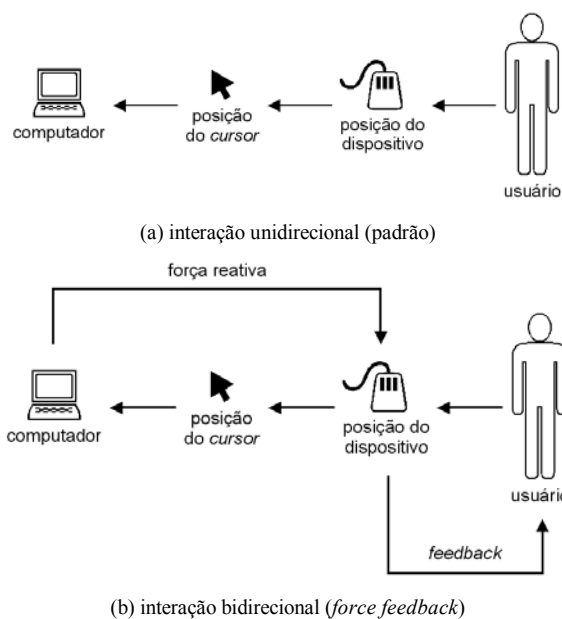 computador
posição
do cursor
posição do
dispositivo
usuário
(a) interação unidirecional (padrão)
força reativa
computador
posição
do cursor
posição do
dispositivo
usuário
feedback
(b) interação bidirecional (force feedback)